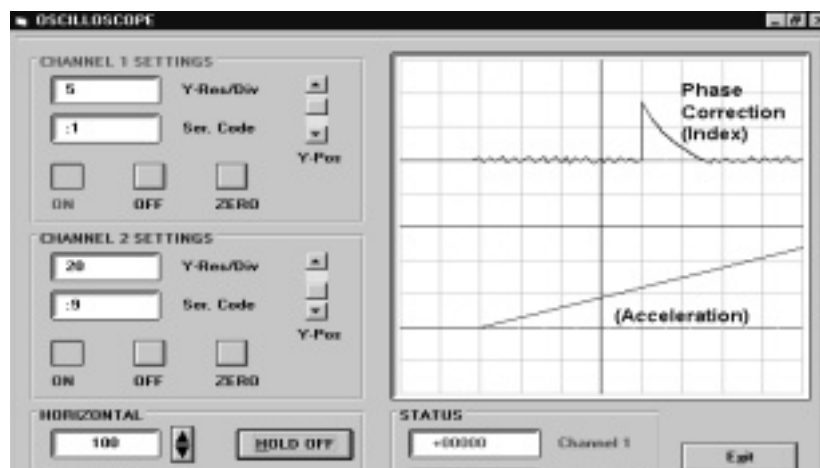 OSCILLOSCOPE
CHANNEL 1 SETTINGS
5 Y-Res/Div
:1 Ser. Code
Y-Pos
ON OFF ZERO
CHANNEL 2 SETTINGS
20 Y-Res/Div
:9 Ser. Code
Y-Pos
ON OFF ZERO
HORIZONTAL
100 HOLD OFF
Phase
Correction
(Index)
(Acceleration)
STATUS
+00000 Channel 1
Exit